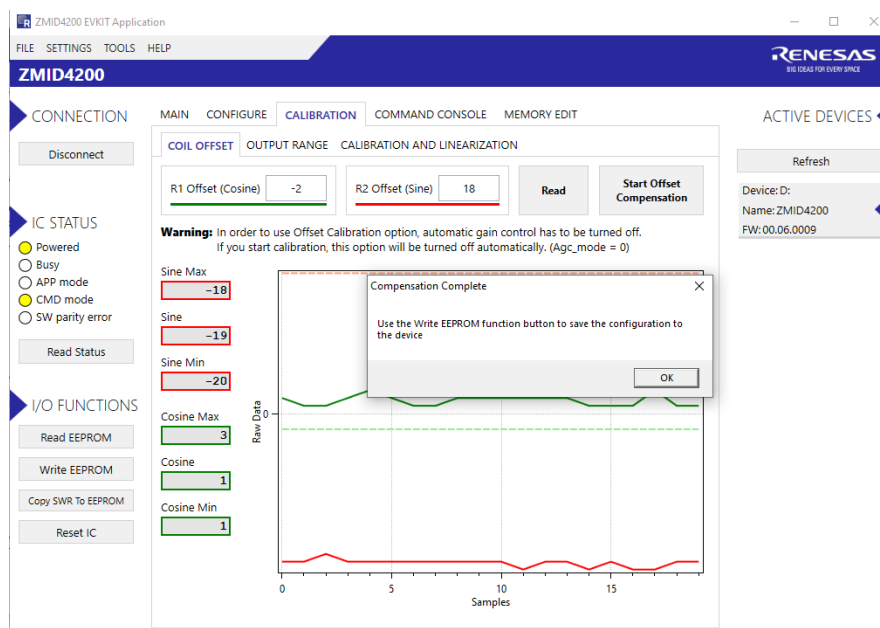 ZMID4200 EVKIT Application
FILE SETTINGS TOOLS HELP
RENESAS
BIG IDEAS FOR EVERY SPACE
ZMID4200
CONNECTION
Disconnect
IC STATUS
Powered
Busy
APP mode
CMD mode
SW parity error
Read Status
I/O FUNCTIONS
Read EEPROM
Write EEPROM
Copy SWR To EEPROM
Reset IC
MAIN CONFIGURE CALIBRATION COMMAND CONSOLE MEMORY EDIT
COIL OFFSET OUTPUT RANGE CALIBRATION AND LINEARIZATION
R1 Offset (Cosine) -2
R2 Offset (Sine) 18
Read
Start Offset
Compensation
Warning: In order to use Offset Calibration option, automatic gain control has to be turned off.
If you start calibration, this option will be turned off automatically. (Agc_mode = 0)
Sine Max
-18
Sine
-19
Sine Min
-20
Cosine Max
3
Cosine
1
Cosine Min
1
Raw Data
0
Compensation Complete
Use the Write EEPROM function button to save the configuration to
the device
OK
0 5 10 15
Samples
ACTIVE DEVICES
Refresh
Device: D:
Name: ZMID4200
FW: 00.06.0009